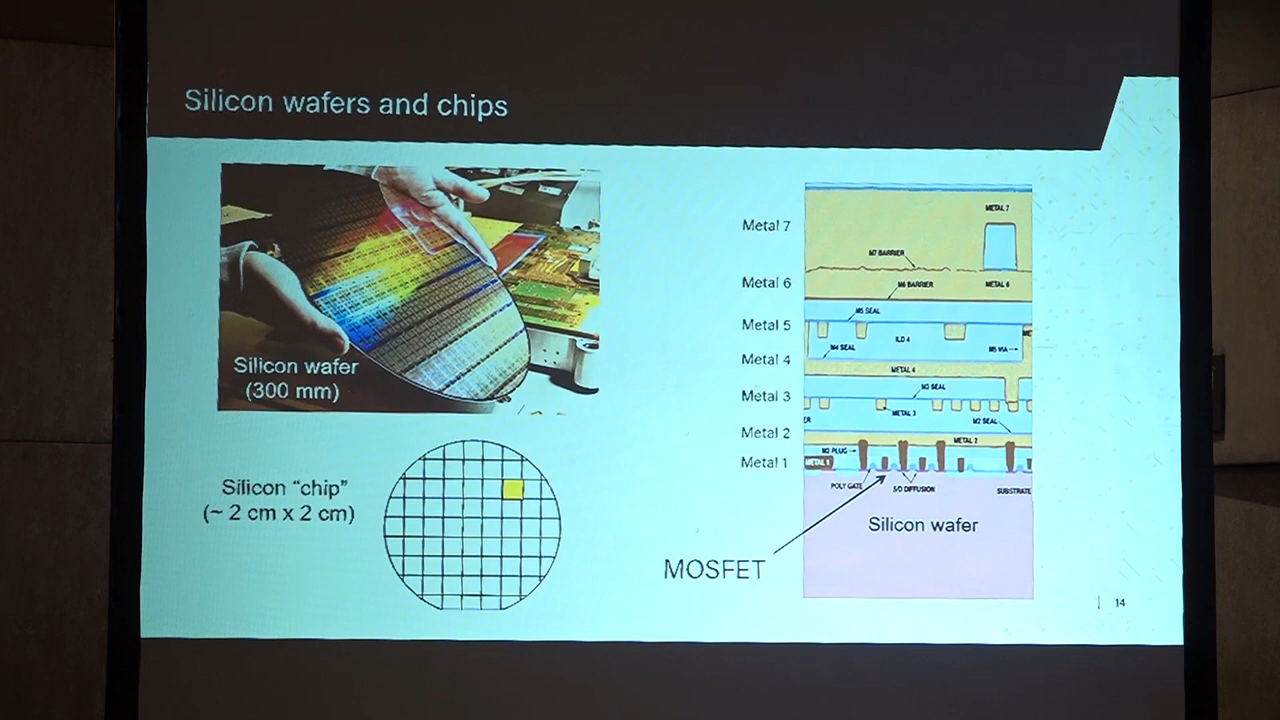 Silicon wafers and chips
Silicon wafer
(300 mm)
Silicon "chip"
(~ 2 cm x 2 cm)
Metal 7
Metal 6
Metal 5
Metal 4
Metal 3
Metal 2
Metal 1
METAL 7
M7 BARRIER
M6 BARRIER
METAL 6
M5 SEAL
ILD 4
M4 SEAL
M5 VIA
METAL 4
M3 SEAL
METAL 3
M2 SEAL
METAL 2
M2 PLUG
METAL 1
POLY GATE
S/D DIFFUSION
SUBSTRATE
Silicon wafer
MOSFET
14